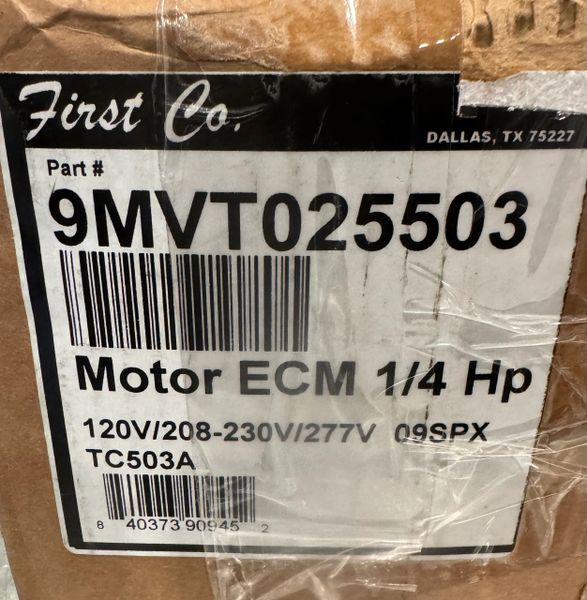 First Co.
DALLAS, TX 75227
Part #
9MVT025503
Motor ECM 1/4 Hp
120V/208-230V/277V 09SPX
TC503A
8 40373 90945 2